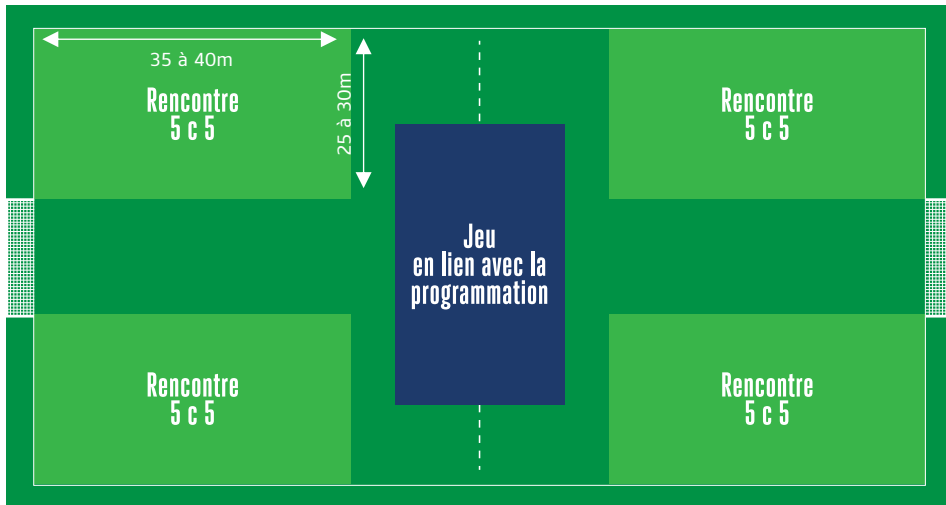 35 à 40m
25 à 30m
Rencontre
5 c 5
Rencontre
5 c 5
Jeu
en lien avec la
programmation
Rencontre
5 c 5
Rencontre
5 c 5